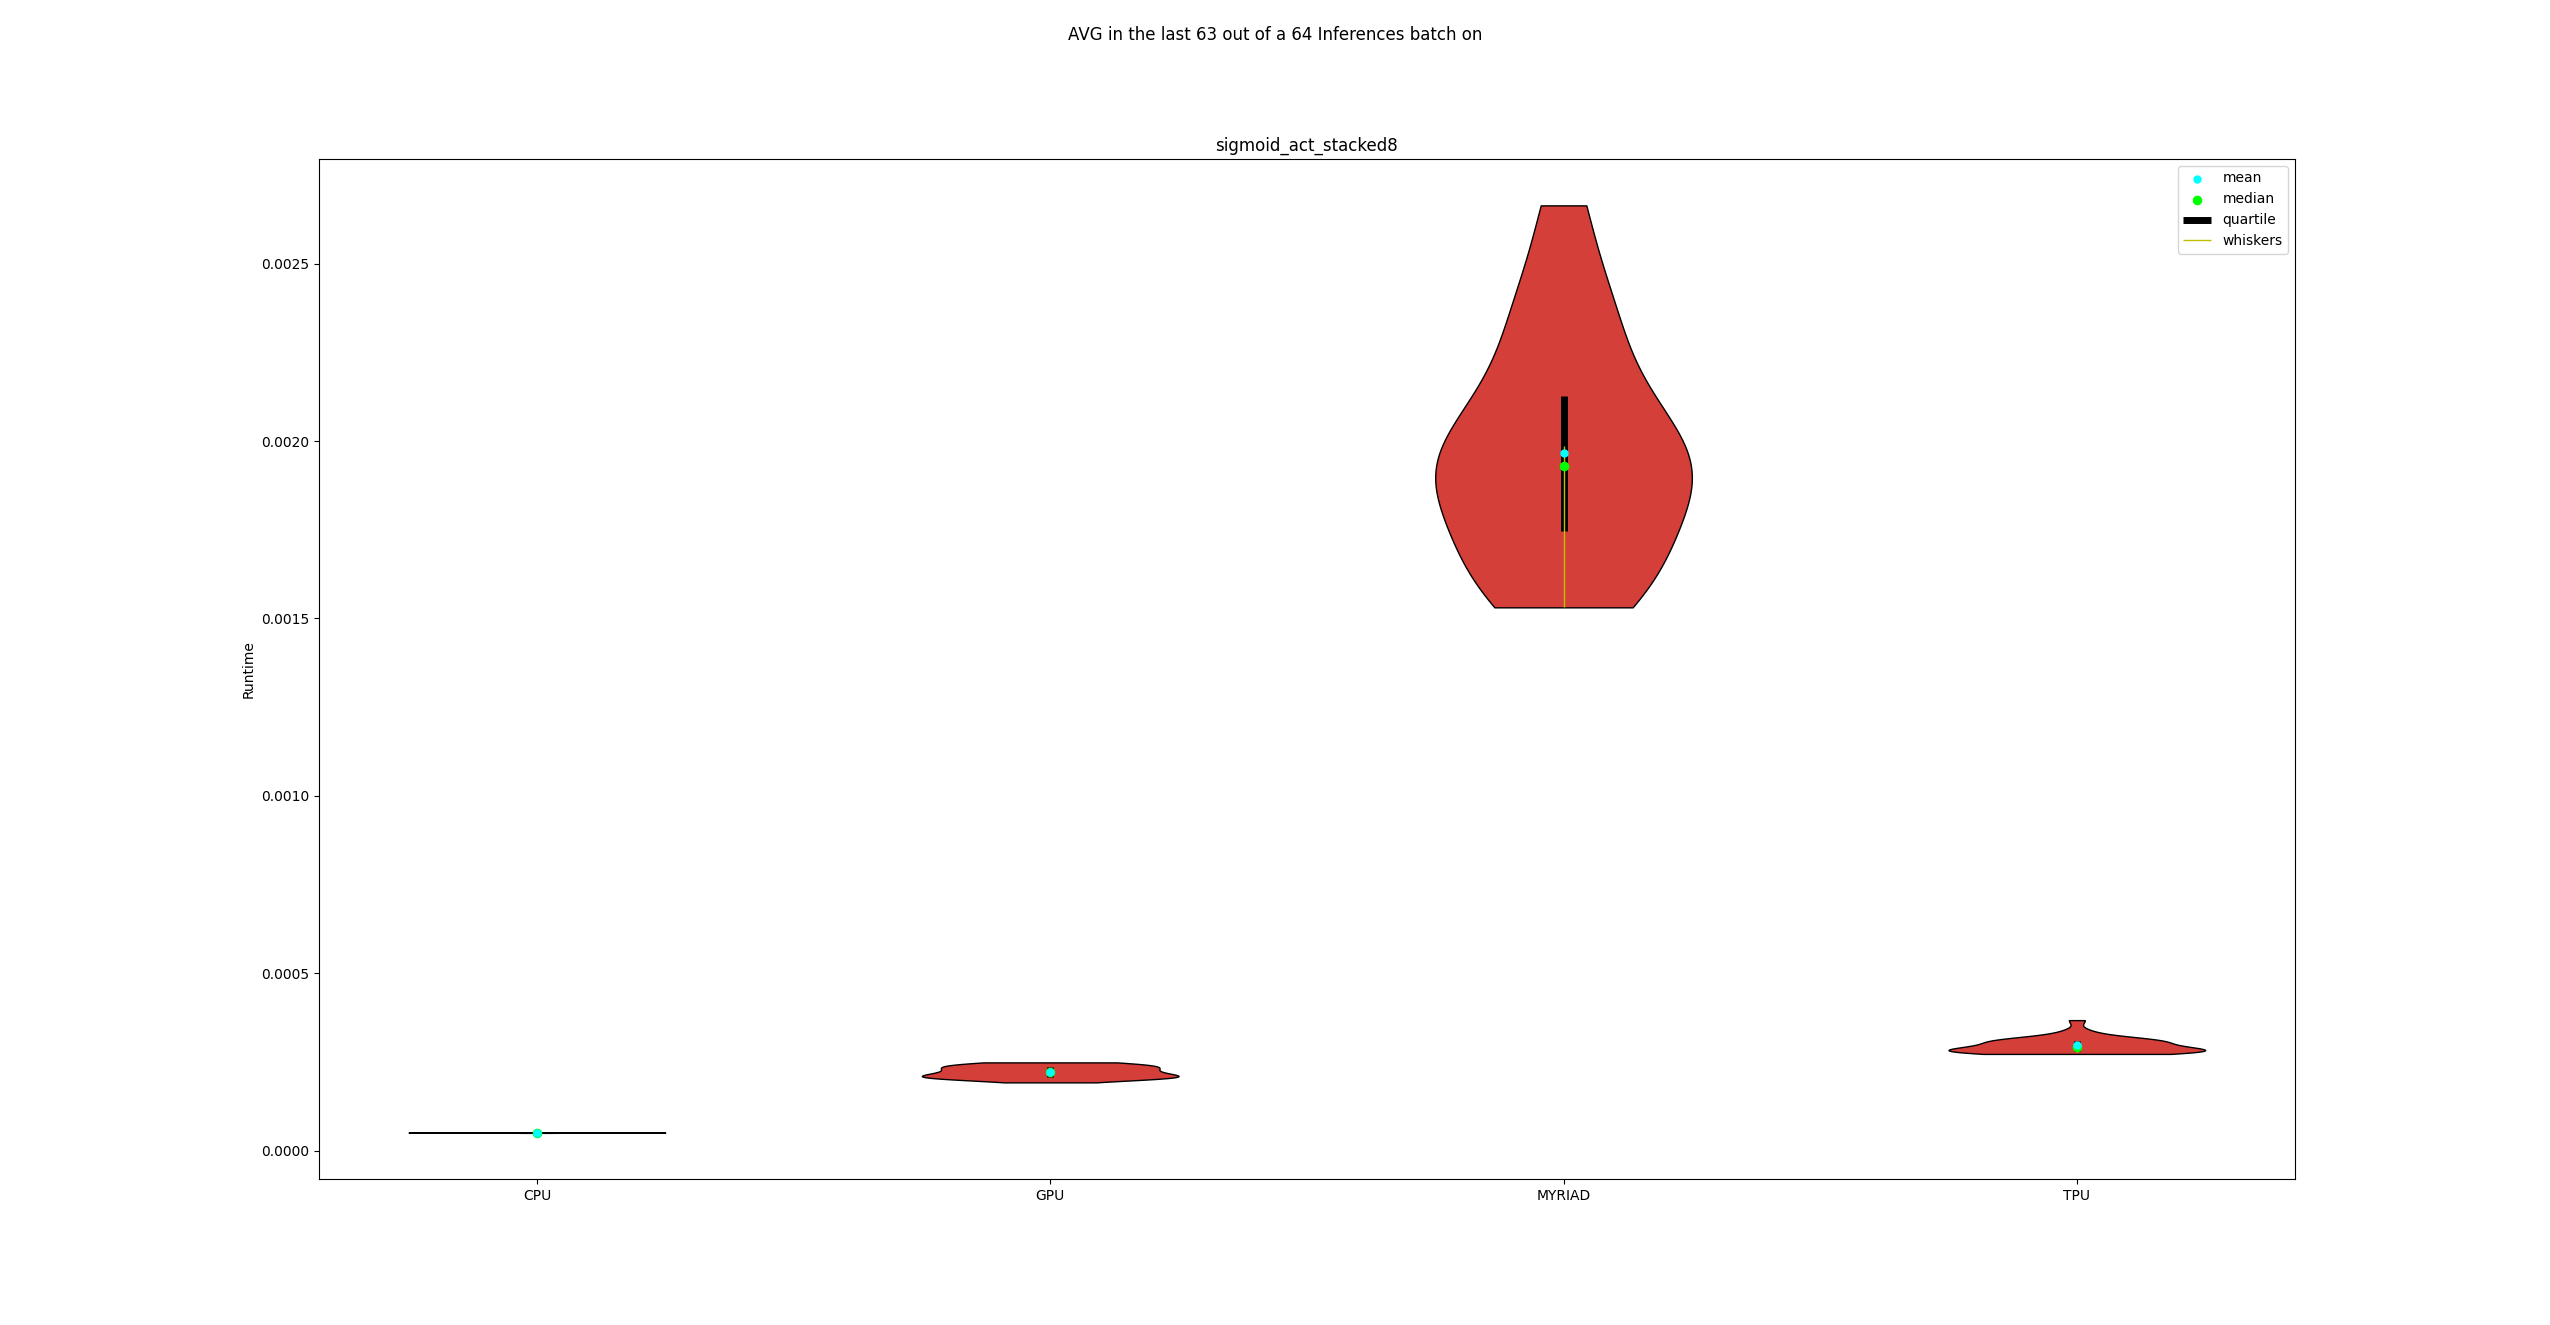 AVG in the last 63 out of a 64 Inferences batch on
sigmoid_act_stacked8
mean
median
quartile
whiskers
0.0025
0.0020
0.0015
0.0010
0.0005
0.0000
Runtime
CPU
GPU
MYRIAD
TPU